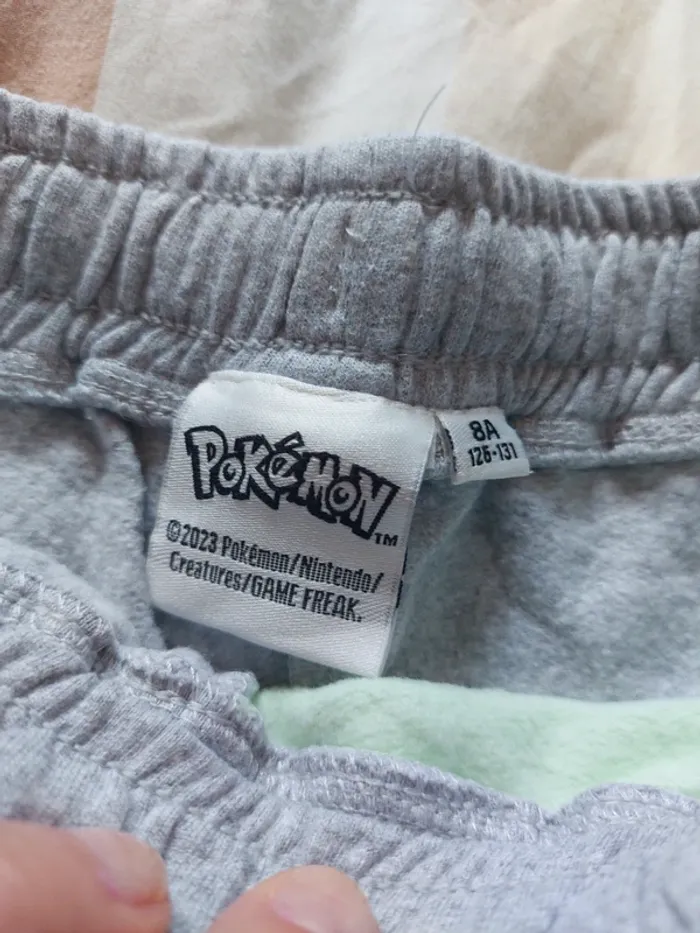 POKéMON
TM
©2023 Pokémon/Nintendo/
Creatures/GAME FREAK.
8A
126-131